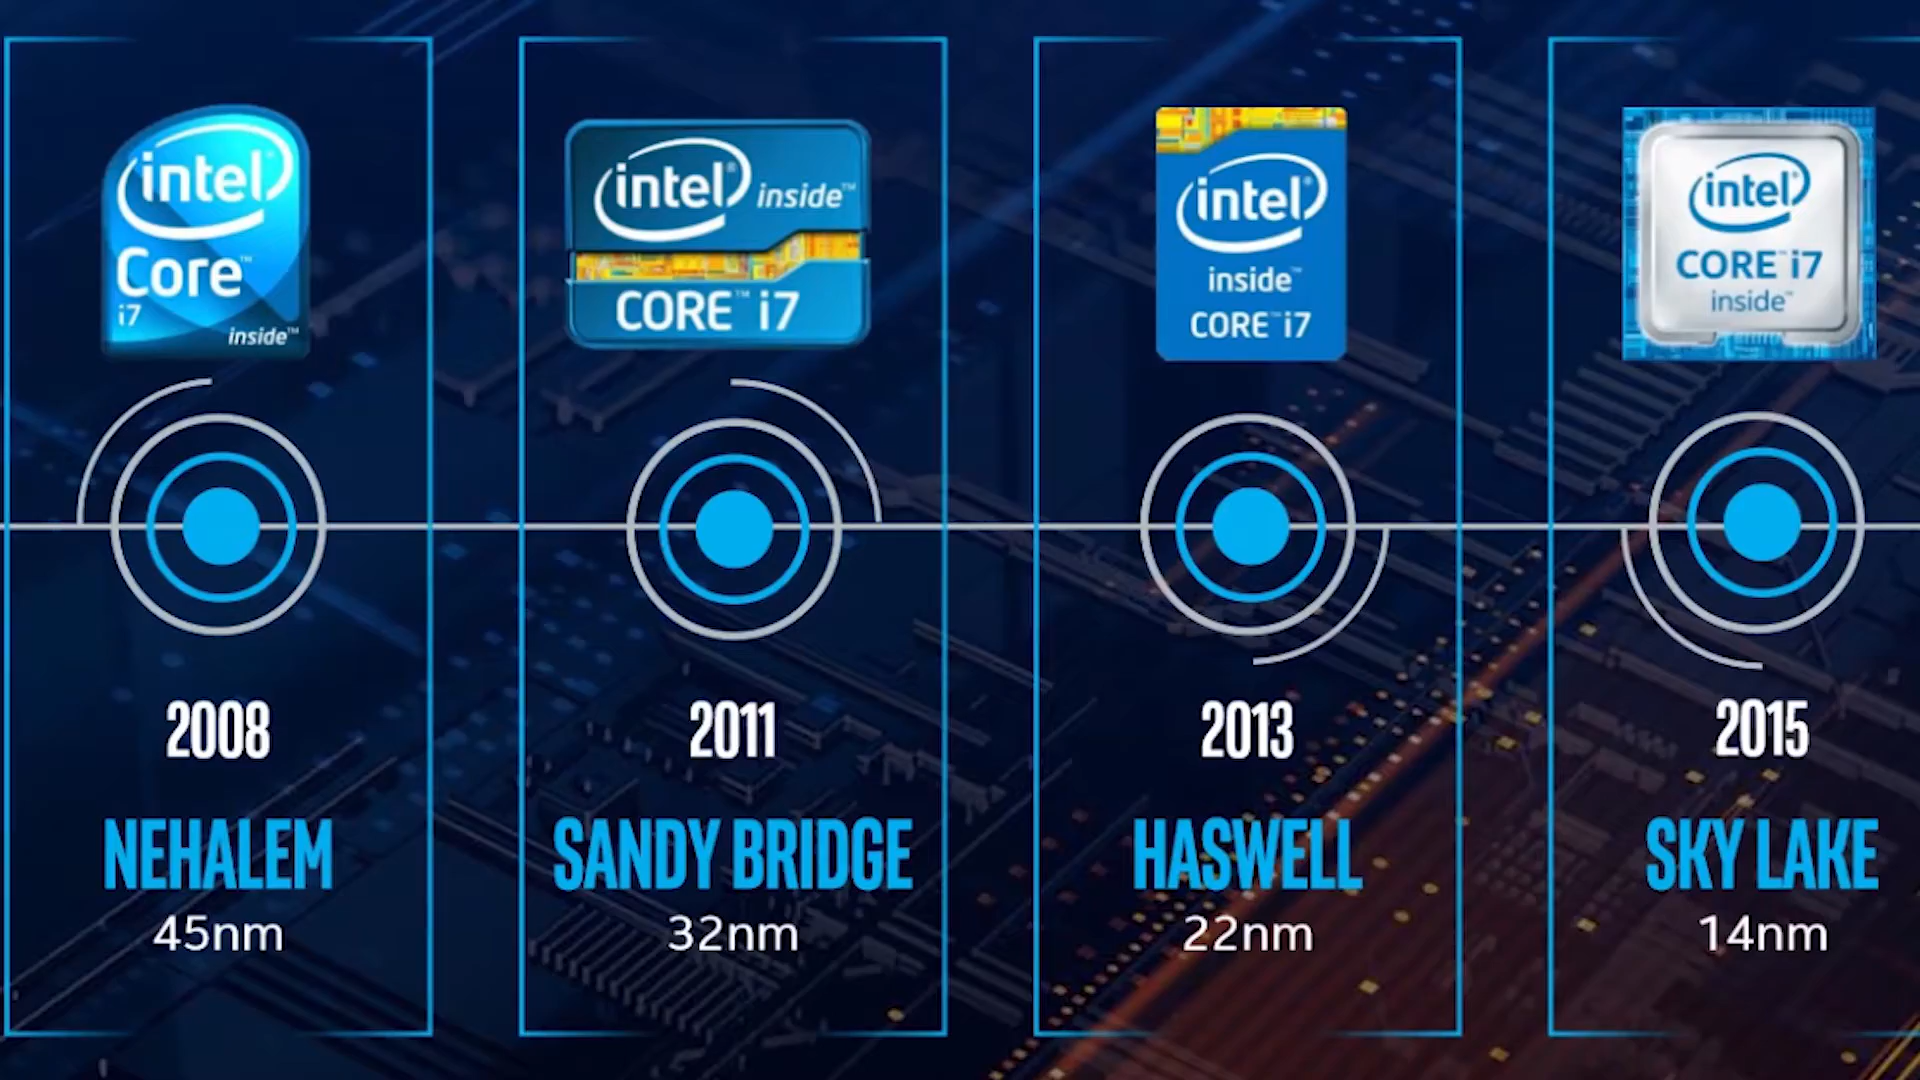 intel®
Core™
i7
inside™
2008
NEHALEM
45nm
intel® inside™
CORE™ i7
2011
SANDY BRIDGE
32nm
intel®
inside™
CORE™ i7
2013
HASWELL
22nm
intel®
CORE™ i7
inside™
2015
SKY LAKE
14nm